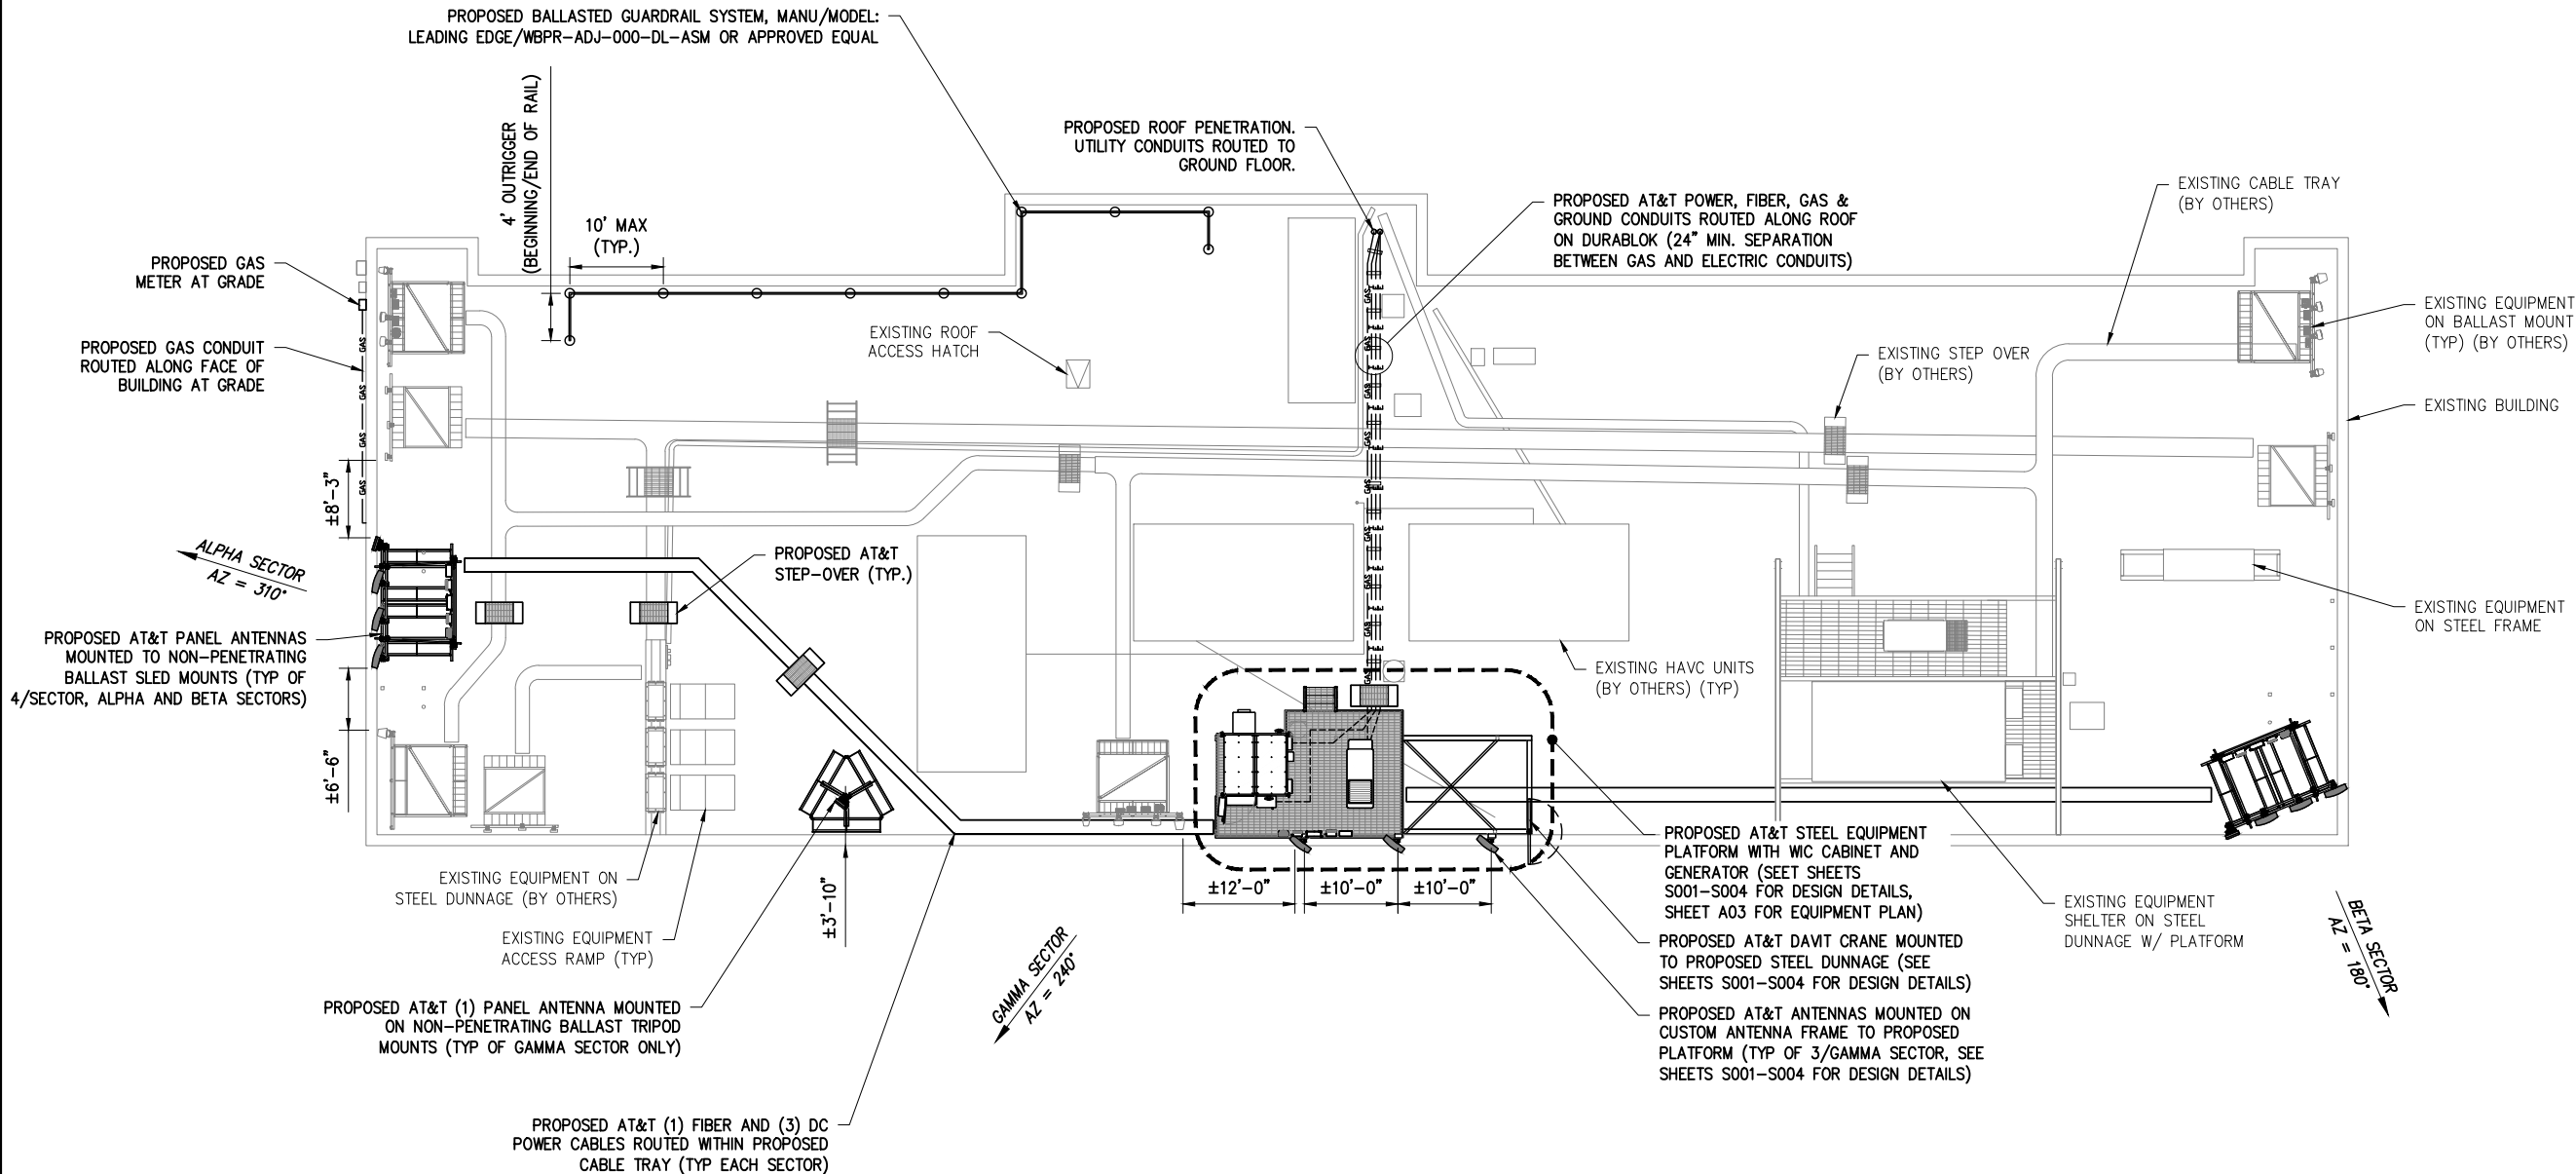 PROPOSED BALLASTED GUARDRAIL SYSTEM, MANU/MODEL:
LEADING EDGE/WBPR-ADJ-000-DL-ASM OR APPROVED EQUAL
4' OUTRIGGER
(BEGINNING/END OF RAIL)
10' MAX
(TYP.)
PROPOSED ROOF PENETRATION.
UTILITY CONDUITS ROUTED TO
GROUND FLOOR.
PROPOSED AT&T POWER, FIBER, GAS &
GROUND CONDUITS ROUTED ALONG ROOF
ON DURABLOK (24" MIN. SEPARATION
BETWEEN GAS AND ELECTRIC CONDUITS)
EXISTING CABLE TRAY
(BY OTHERS)
PROPOSED GAS
METER AT GRADE
PROPOSED GAS CONDUIT
ROUTED ALONG FACE OF
BUILDING AT GRADE
GAS
GAS
GAS
GAS
EXISTING ROOF
ACCESS HATCH
GAS
GAS
GAS
GAS
GAS
GAS
GAS
GAS
GAS
EXISTING STEP OVER
(BY OTHERS)
EXISTING EQUIPMENT
ON BALLAST MOUNT
(TYP) (BY OTHERS)
EXISTING BUILDING
±8'-3"
ALPHA SECTOR
AZ = 310°
PROPOSED AT&T
STEP-OVER (TYP.)
PROPOSED AT&T PANEL ANTENNAS
MOUNTED TO NON-PENETRATING
BALLAST SLED MOUNTS (TYP OF
4/SECTOR, ALPHA AND BETA SECTORS)
EXISTING EQUIPMENT
ON STEEL FRAME
EXISTING HAVC UNITS
(BY OTHERS) (TYP)
±6'-6"
PROPOSED AT&T STEEL EQUIPMENT
PLATFORM WITH WIC CABINET AND
GENERATOR (SEET SHEETS
S001-S004 FOR DESIGN DETAILS,
SHEET A03 FOR EQUIPMENT PLAN)
EXISTING EQUIPMENT ON
STEEL DUNNAGE (BY OTHERS)
±3'-10"
±12'-0"
±10'-0"
±10'-0"
EXISTING EQUIPMENT
SHELTER ON STEEL
DUNNAGE W/ PLATFORM
BETA SECTOR
AZ = 180°
EXISTING EQUIPMENT
ACCESS RAMP (TYP)
GAMMA SECTOR
AZ = 240°
PROPOSED AT&T DAVIT CRANE MOUNTED
TO PROPOSED STEEL DUNNAGE (SEE
SHEETS S001-S004 FOR DESIGN DETAILS)
PROPOSED AT&T (1) PANEL ANTENNA MOUNTED
ON NON-PENETRATING BALLAST TRIPOD
MOUNTS (TYP OF GAMMA SECTOR ONLY)
PROPOSED AT&T ANTENNAS MOUNTED ON
CUSTOM ANTENNA FRAME TO PROPOSED
PLATFORM (TYP OF 3/GAMMA SECTOR, SEE
SHEETS S001-S004 FOR DESIGN DETAILS)
PROPOSED AT&T (1) FIBER AND (3) DC
POWER CABLES ROUTED WITHIN PROPOSED
CABLE TRAY (TYP EACH SECTOR)